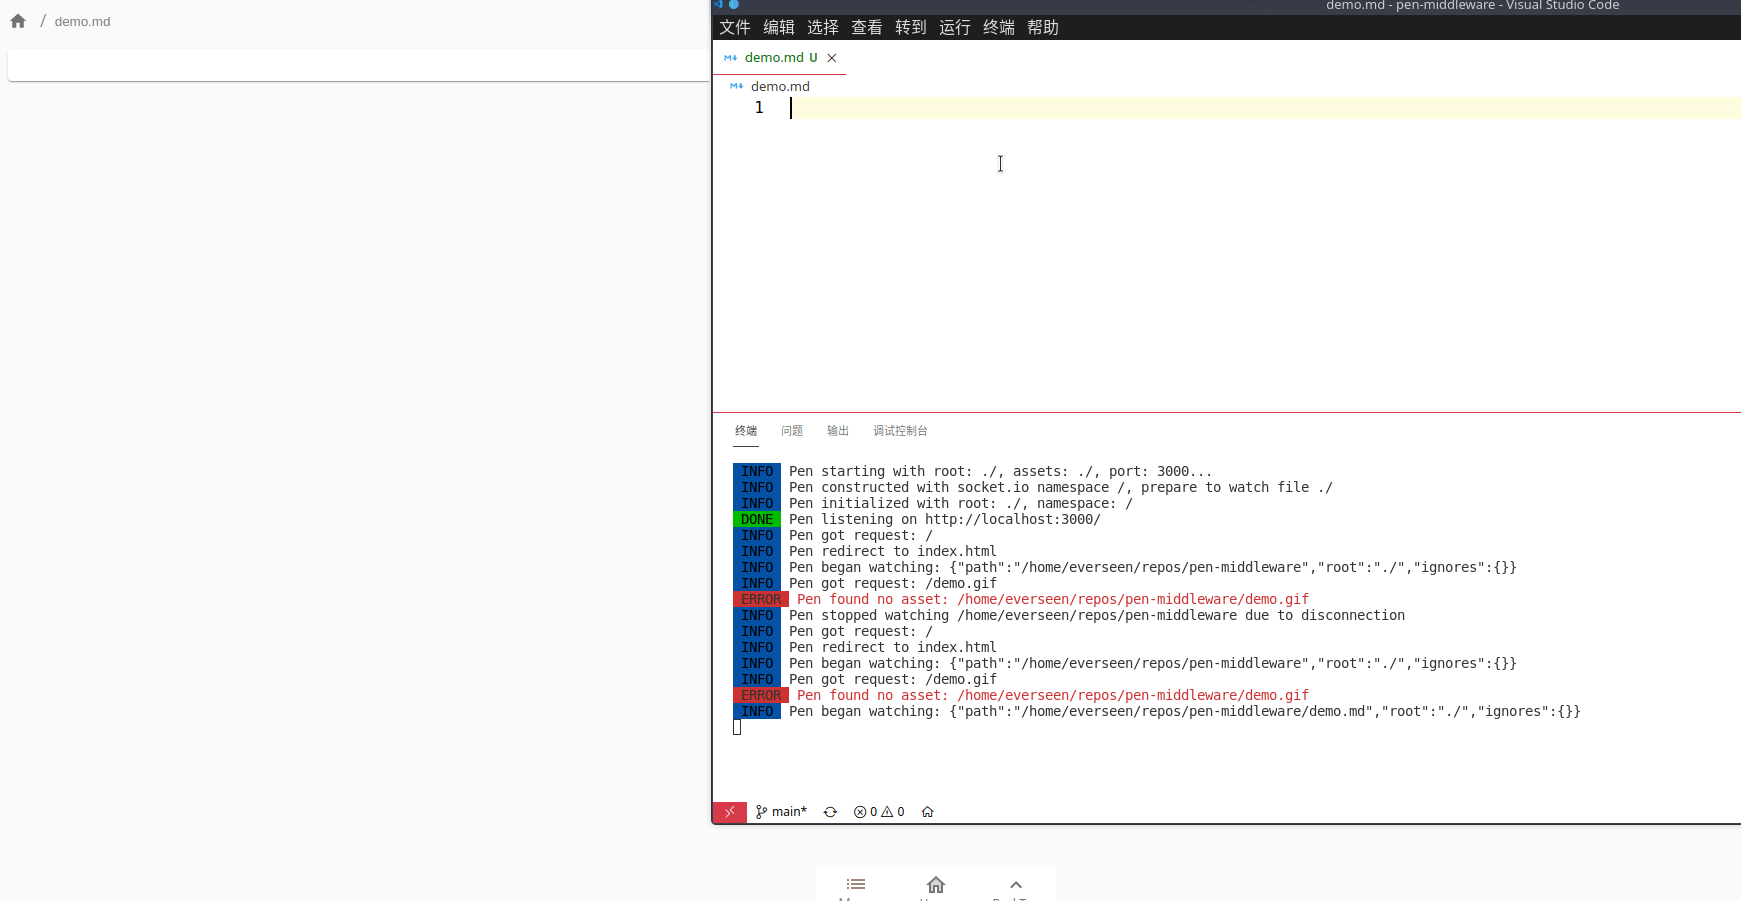 / demo.md
demo.md - pen-middleware - Visual Studio Code
文件 编辑 选择 查看 转到 运行 终端 帮助
demo.md U
demo.md
1
终端 问题 输出 调试控制台
INFO Pen starting with root: ./, assets: ./, port: 3000...
INFO Pen constructed with socket.io namespace /, prepare to watch file ./
INFO Pen initialized with root: ./, namespace: /
DONE Pen listening on http://localhost:3000/
INFO Pen got request: /
INFO Pen redirect to index.html
INFO Pen began watching: {"path":"/home/everseen/repos/pen-middleware","root":"./","ignores":{}}
INFO Pen got request: /demo.gif
ERROR Pen found no asset: /home/everseen/repos/pen-middleware/demo.gif
INFO Pen stopped watching /home/everseen/repos/pen-middleware due to disconnection
INFO Pen got request: /
INFO Pen redirect to index.html
INFO Pen began watching: {"path":"/home/everseen/repos/pen-middleware","root":"./","ignores":{}}
INFO Pen got request: /demo.gif
ERROR Pen found no asset: /home/everseen/repos/pen-middleware/demo.gif
INFO Pen began watching: {"path":"/home/everseen/repos/pen-middleware/demo.md","root":"./","ignores":{}}
main* 0 0